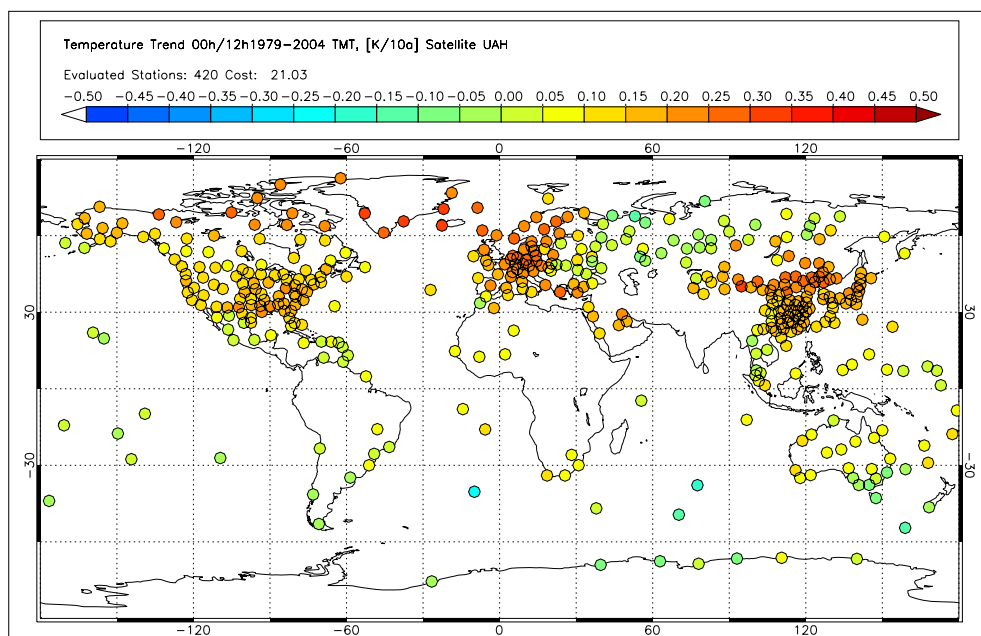 Temperature Trend 00h/12h1979-2004 TMT, [K/10a] Satellite UAH
Evaluated Stations: 420 Cost: 21.03
-0.50 -0.45 -0.40 -0.35 -0.30 -0.25 -0.20 -0.15 -0.10 -0.05 0.00 0.05 0.10 0.15 0.20 0.25 0.30 0.35 0.40 0.45 0.50
-120 -60 0 60 120
30 30
-30 -30
-120 -60 0 60 120